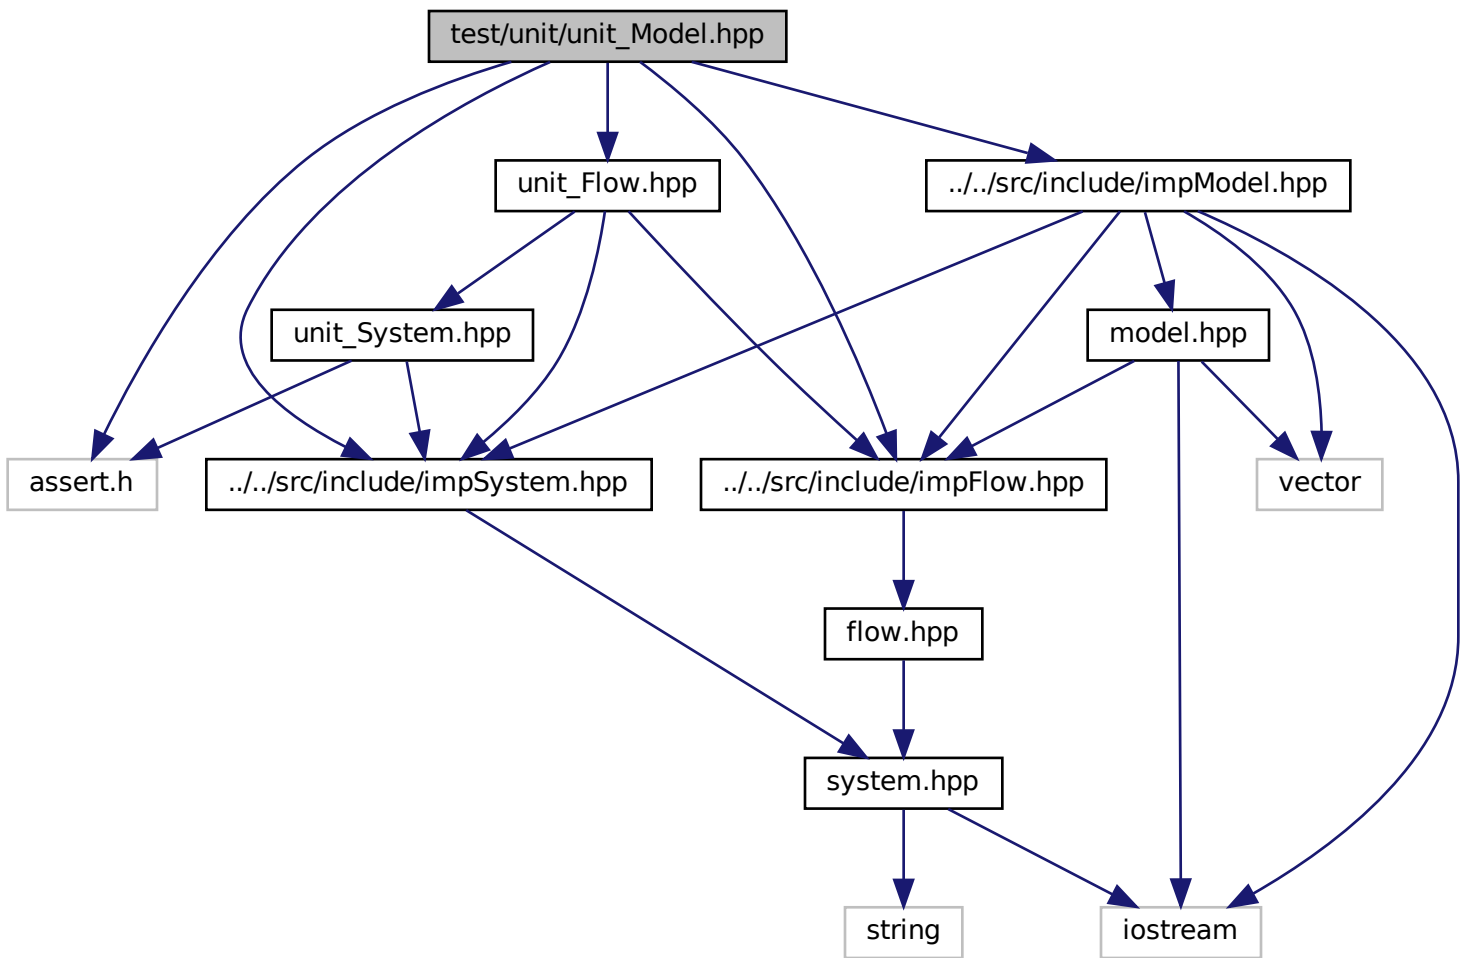 test/unit/unit_Model.hpp
unit_Flow.hpp
../../src/include/impModel.hpp
unit_System.hpp
model.hpp
assert.h
../../src/include/impSystem.hpp
../../src/include/impFlow.hpp
vector
flow.hpp
system.hpp
string
iostream